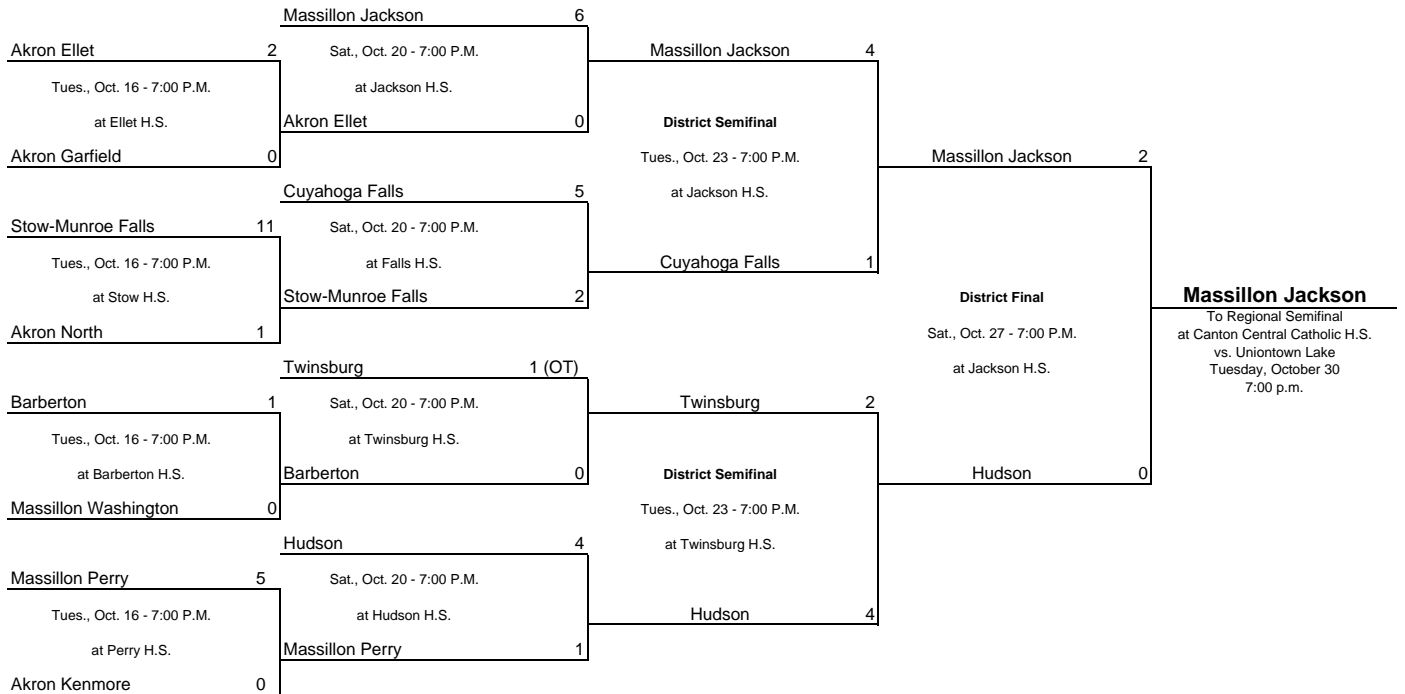 Massillon Jackson 6
Akron Ellet 2
Sat., Oct. 20 - 7:00 P.M.
Massillon Jackson 4
Tues., Oct. 16 - 7:00 P.M.
at Jackson H.S.
at Ellet H.S.
Akron Ellet 0
District Semifinal
Akron Garfield 0
Tues., Oct. 23 - 7:00 P.M.
Massillon Jackson 2
Cuyahoga Falls 5
at Jackson H.S.
Stow-Munroe Falls 11
Sat., Oct. 20 - 7:00 P.M.
Tues., Oct. 16 - 7:00 P.M.
at Falls H.S.
Cuyahoga Falls 1
at Stow H.S.
Stow-Munroe Falls 2
District Final
Massillon Jackson
To Regional Semifinal
Akron North 1
Sat., Oct. 27 - 7:00 P.M.
at Canton Central Catholic H.S.
vs. Uniontown Lake
Twinsburg 1 (OT)
at Jackson H.S.
Tuesday, October 30
7:00 p.m.
Barberton 1
Sat., Oct. 20 - 7:00 P.M.
Twinsburg 2
Tues., Oct. 16 - 7:00 P.M.
at Twinsburg H.S.
at Barberton H.S.
Barberton 0
District Semifinal
Hudson 0
Massillon Washington 0
Tues., Oct. 23 - 7:00 P.M.
Hudson 4
at Twinsburg H.S.
Massillon Perry 5
Sat., Oct. 20 - 7:00 P.M.
Tues., Oct. 16 - 7:00 P.M.
at Hudson H.S.
Hudson 4
at Perry H.S.
Massillon Perry 1
Akron Kenmore 0